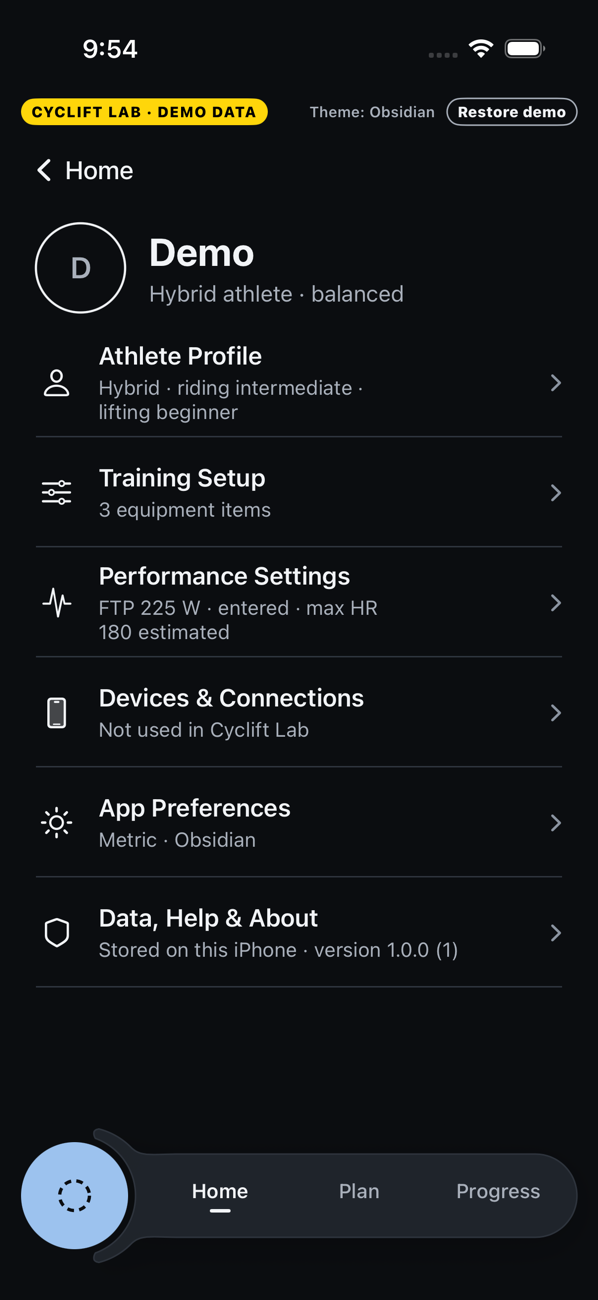 9:54
CYCLIFT LAB · DEMO DATA
Theme: Obsidian
Restore demo
Home
D
Demo
Hybrid athlete · balanced
Athlete Profile
Hybrid · riding intermediate ·
lifting beginner
Training Setup
3 equipment items
Performance Settings
FTP 225 W · entered · max HR
180 estimated
Devices & Connections
Not used in Cyclift Lab
App Preferences
Metric · Obsidian
Data, Help & About
Stored on this iPhone · version 1.0.0 (1)
Home
Plan
Progress